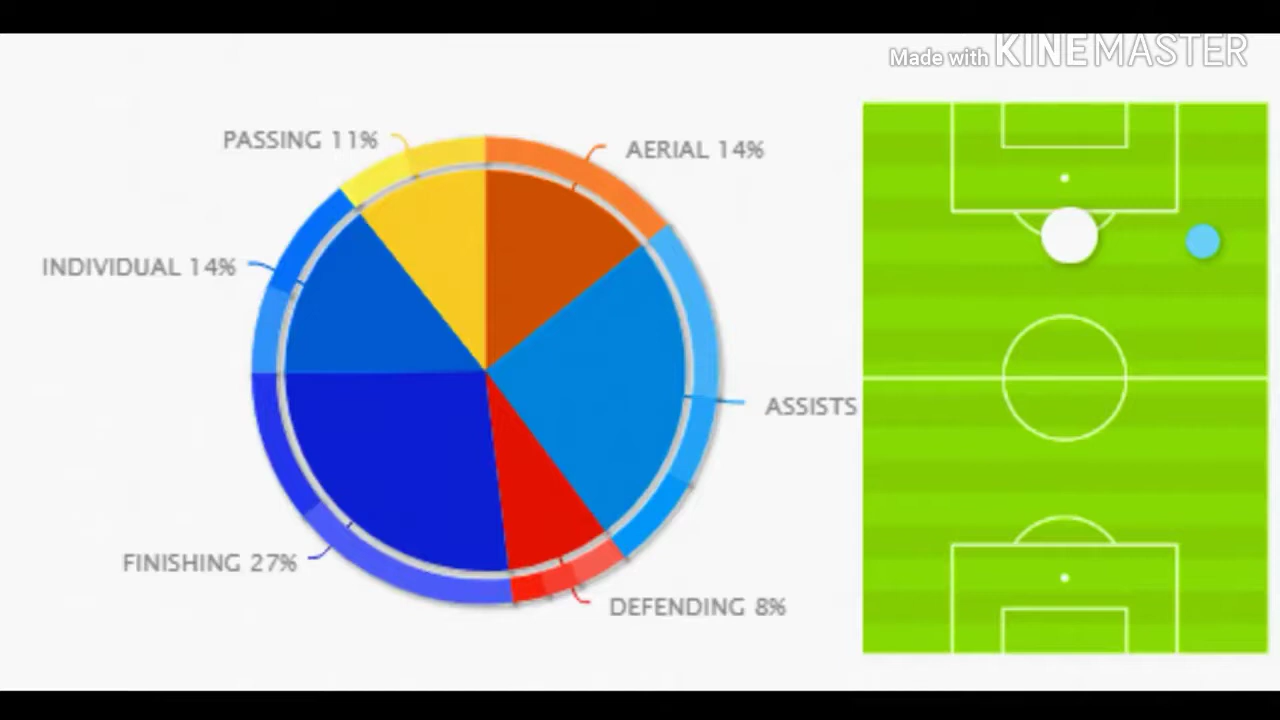 Made with KINEMASTER
PASSING 11%
AERIAL 14%
INDIVIDUAL 14%
ASSISTS
FINISHING 27%
DEFENDING 8%